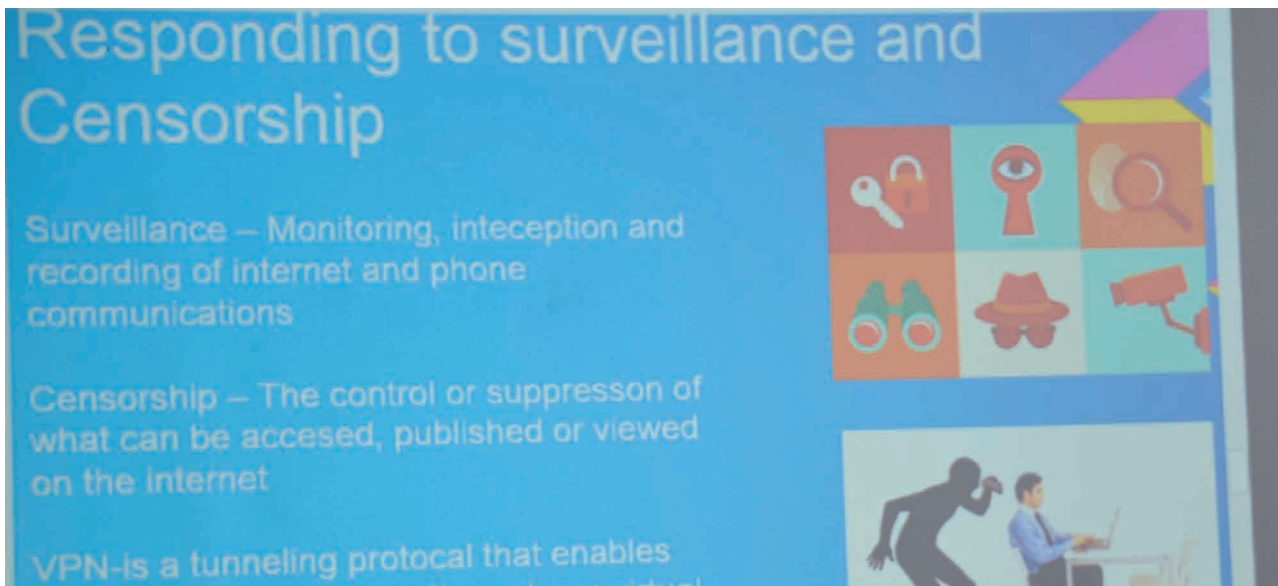 Responding to surveillance and
Censorship
Surveillance – Monitoring, inteception and
recording of internet and phone
communications
Censorship – The control or suppresson of
what can be accesed, published or viewed
on the internet
VPN-is a tunneling protocal that enables
virtual